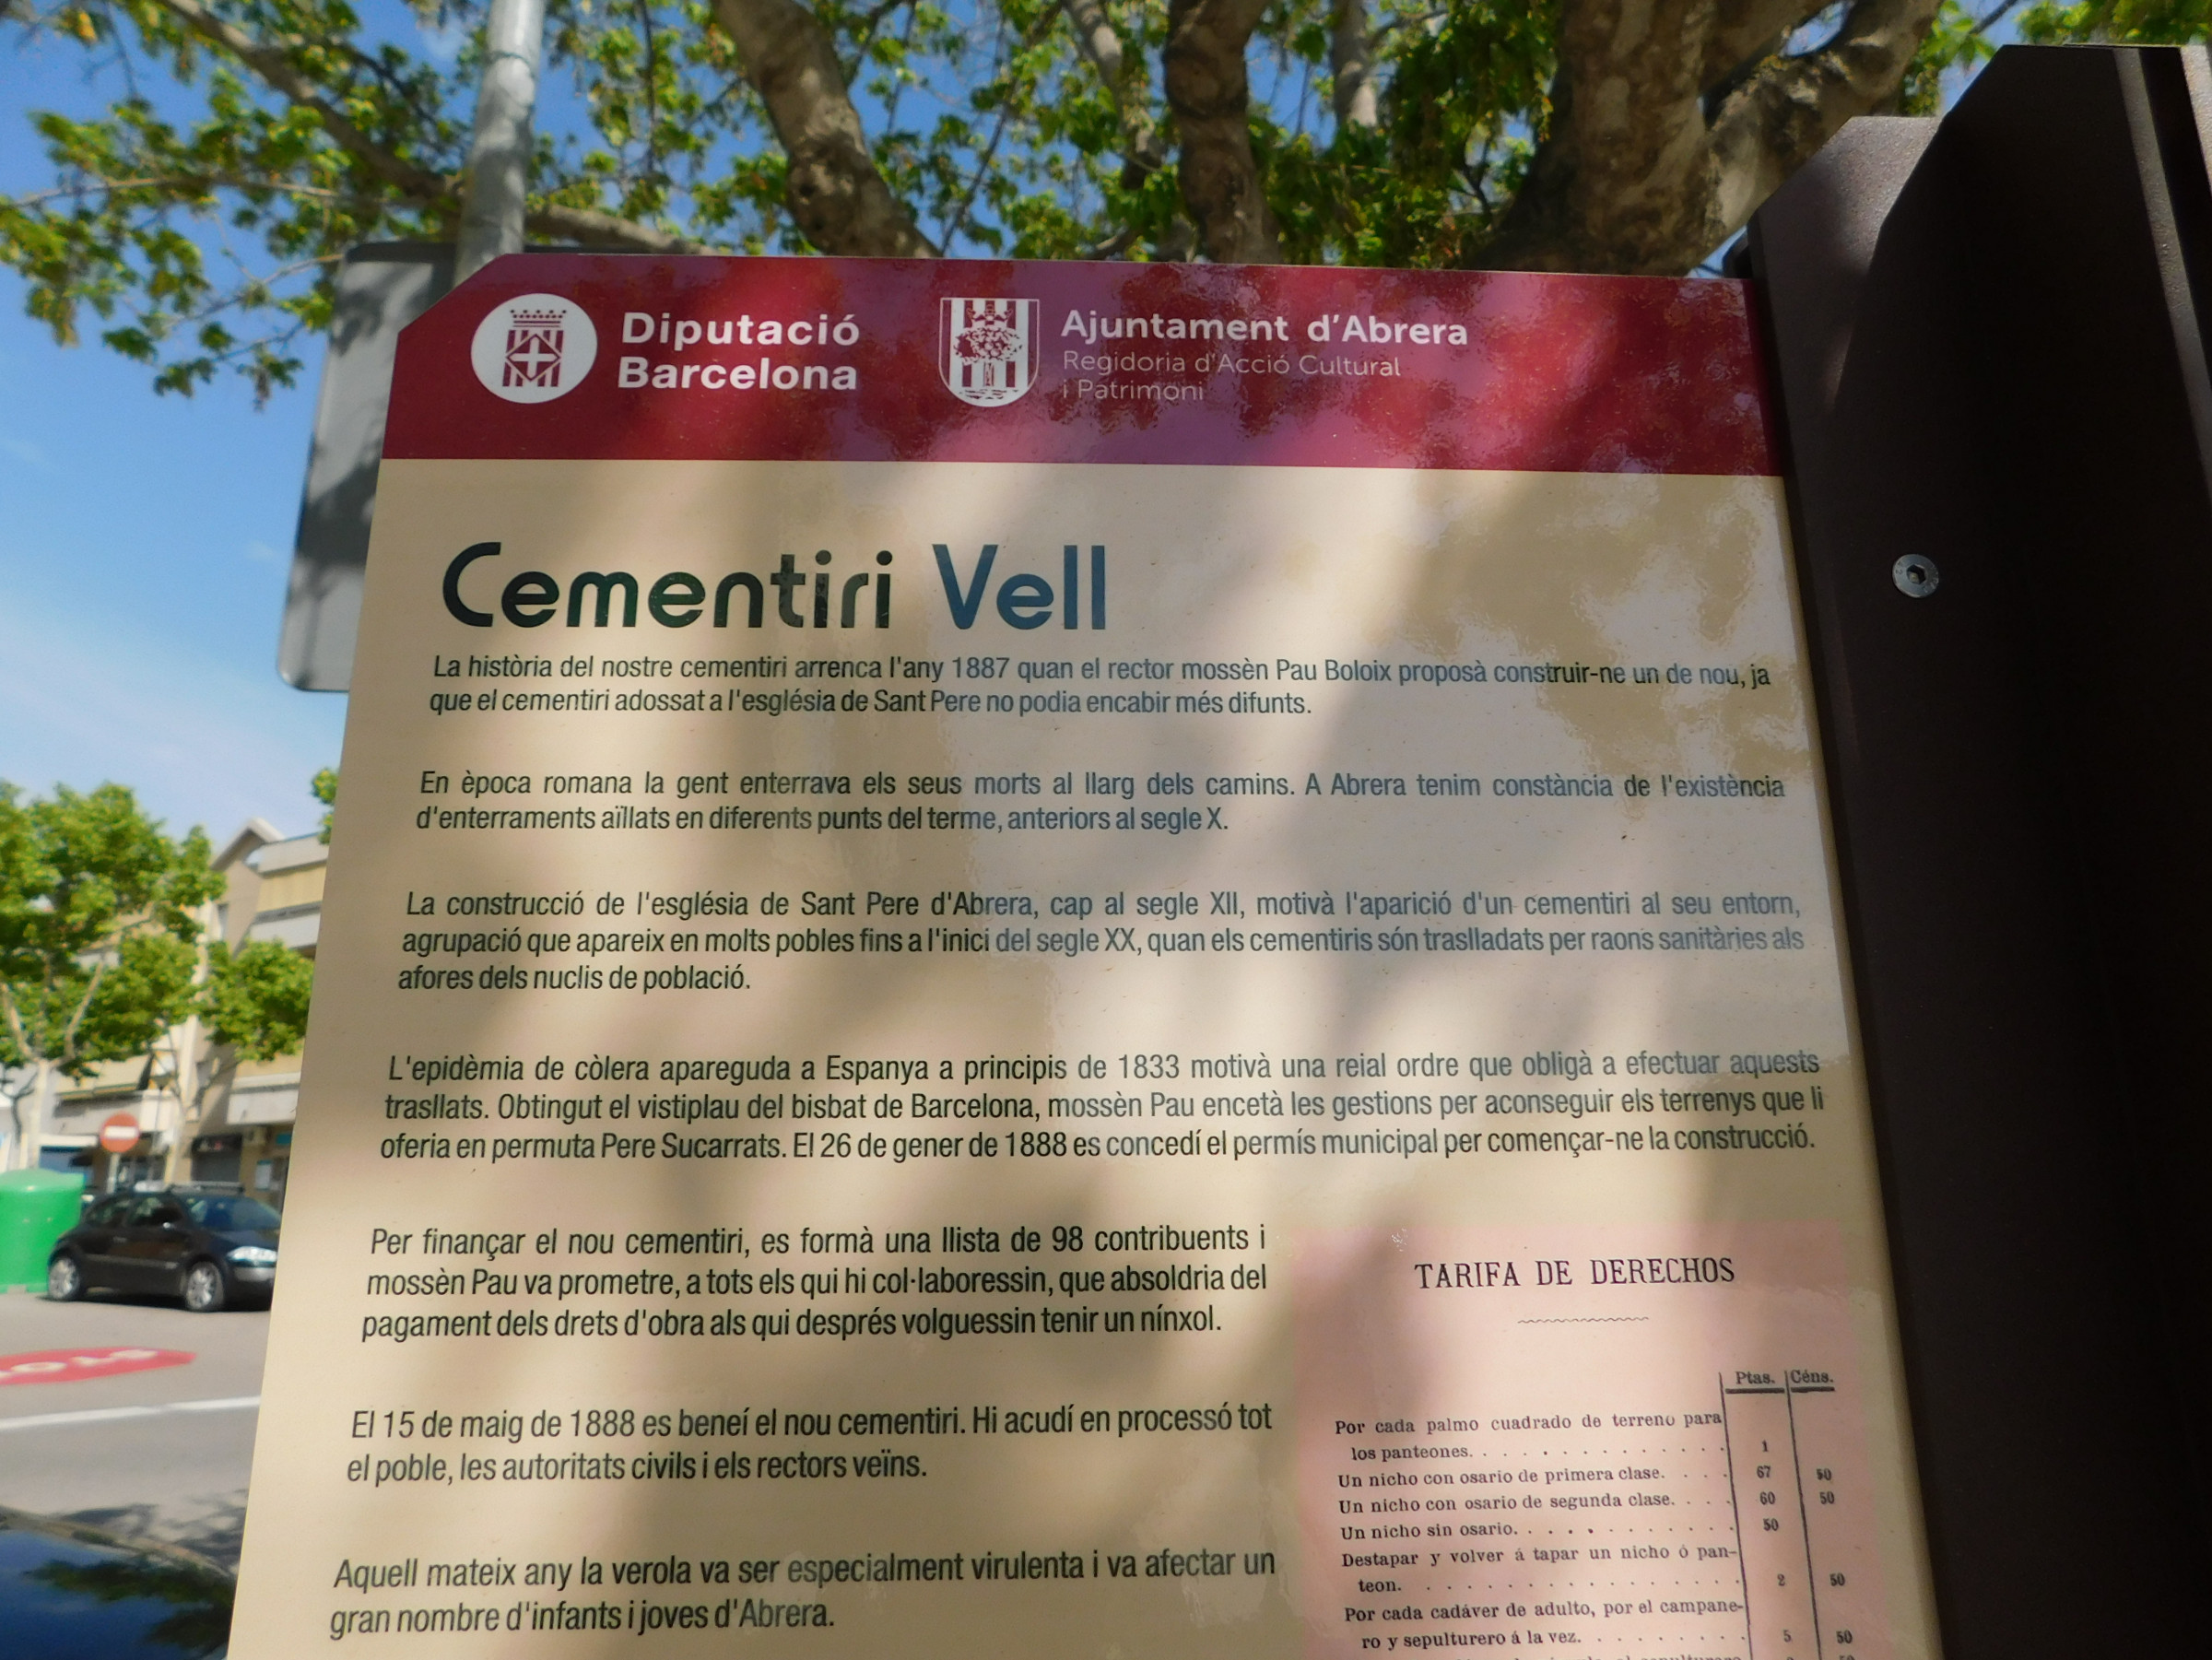 Diputació
Barcelona
Ajuntament d'Abrera
Regidoria d'Acció Cultural
i Patrimoni
Cementiri Vell
La història del nostre cementiri arrenca l'any 1887 quan el rector mossèn Pau Boloix proposà construir-ne un de nou, ja
que el cementiri adossat a l'església de Sant Pere no podia encabir més difunts.
En època romana la gent enterrava els seus morts al llarg dels camins. A Abrera tenim constància de l'existència
d'enterraments aïllats en diferents punts del terme, anteriors al segle X.
La construcció de l'església de Sant Pere d'Abrera, cap al segle XII, motivà l'aparició d'un cementiri al seu entorn,
agrupació que apareix en molts pobles fins a l'inici del segle XX, quan els cementiris són traslladats per raons sanitàries als
afores dels nuclis de població.
L'epidèmia de còlera apareguda a Espanya a principis de 1833 motivà una reial ordre que obligà a efectuar aquests
trasllats. Obtingut el vistiplau del bisbat de Barcelona, mossèn Pau encetà les gestions per aconseguir els terrenys que li
oferia en permuta Pere Sucarrats. El 26 de gener de 1888 es concedí el permís municipal per començar-ne la construcció.
Per finançar el nou cementiri, es formà una llista de 98 contribuents i
mossèn Pau va prometre, a tots els qui hi col·laboressin, que absoldria del
pagament dels drets d'obra als qui després volguessin tenir un nínxol.
El 15 de maig de 1888 es beneí el nou cementiri. Hi acudí en processó tot
el poble, les autoritats civils i els rectors veïns.
Aquell mateix any la verola va ser especialment virulenta i va afectar un
gran nombre d'infants i joves d'Abrera.
TARIFA DE DERECHOS
Ptas. Céns.
Por cada palmo cuadrado de terreno para
los panteones. . . . . . . . . . . . . 1
Un nicho con osario de primera clase. . . . 67 50
Un nicho con osario de segunda clase. . . . 60 50
Un nicho sin osario. . . . . . . . . . . 50
Destapar y volver á tapar un nicho ó pan-
teon. . . . . . . . . . . . . . . . 2 50
Por cada cadáver de adulto, por el campane-
ro y sepulturero á la vez. . . . . . . . . 5 50